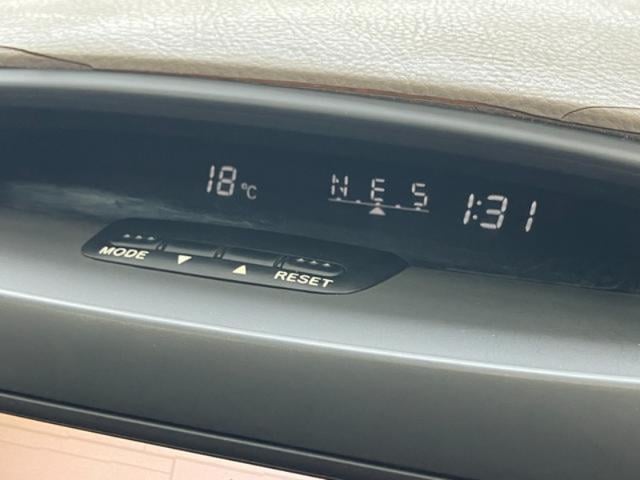 18°C N.E.S 1:31
MODE ▼ ▲ RESET